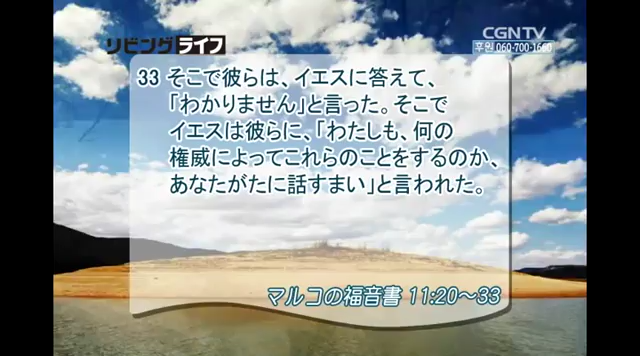 リビングライフ
CGNTV
후원 060-700-1660
33 そこで彼らは、イエスに答えて、
「わかりません」と言った。そこで
イエスは彼らに、「わたしも、何の
権威によってこれらのことをするのか、
あなたがたに話すまい」と言われた。
マルコの福音書 11:20～33